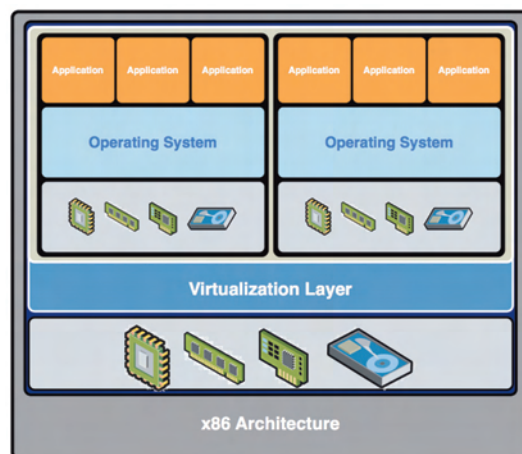 Application Application Application Application Application Application
Operating System Operating System
Virtualization Layer
x86 Architecture